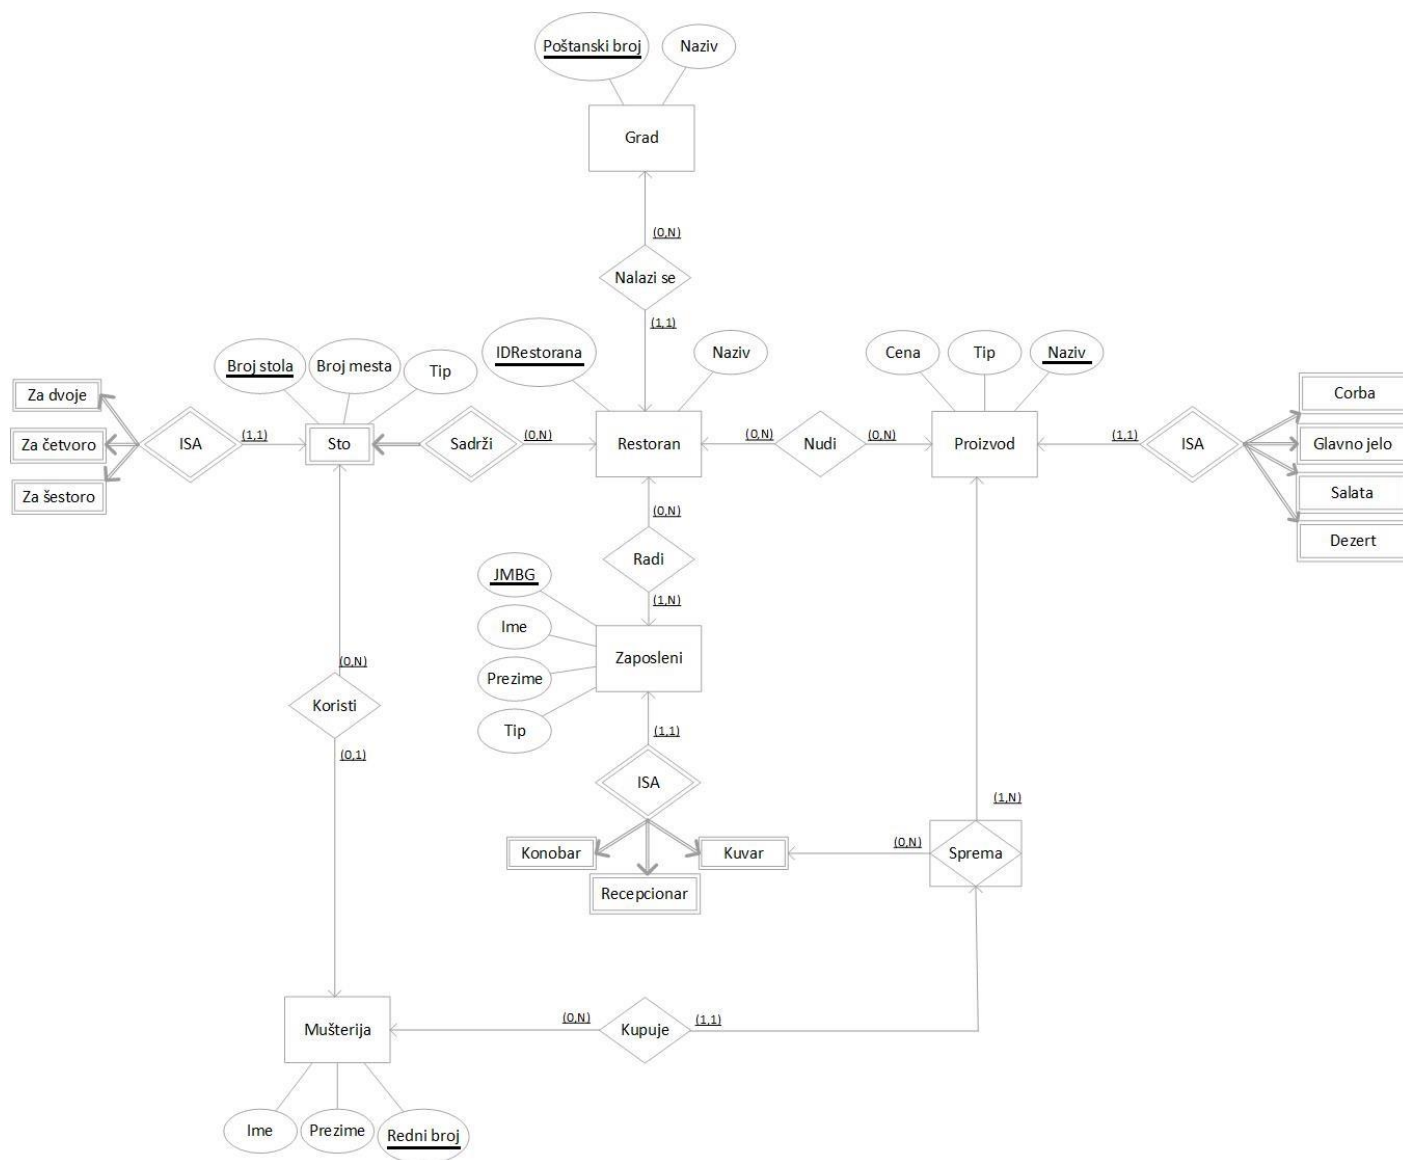 Poštanski broj
Naziv
Grad
(0,N)
Nalazi se
(1,1)
IDRestorana
Naziv
Broj stola
Broj mesta
Tip
Cena
Tip
Naziv
Za dvoje
Za četvoro
Za šestoro
ISA
(1,1)
Sto
Sadrži
(0,N)
Restoran
(0,N)
Nudi
(0,N)
Proizvod
(1,1)
ISA
Corba
Glavno jelo
Salata
Dezert
(0,N)
Radi
(1,N)
JMBG
Ime
Prezime
Tip
Zaposleni
(1,1)
ISA
Konobar
Recepcionar
Kuvar
(0,N)
Sprema
(1,N)
(0,N)
Koristi
(0,1)
Mušterija
(0,N)
Kupuje
(1,1)
Ime
Prezime
Redni broj